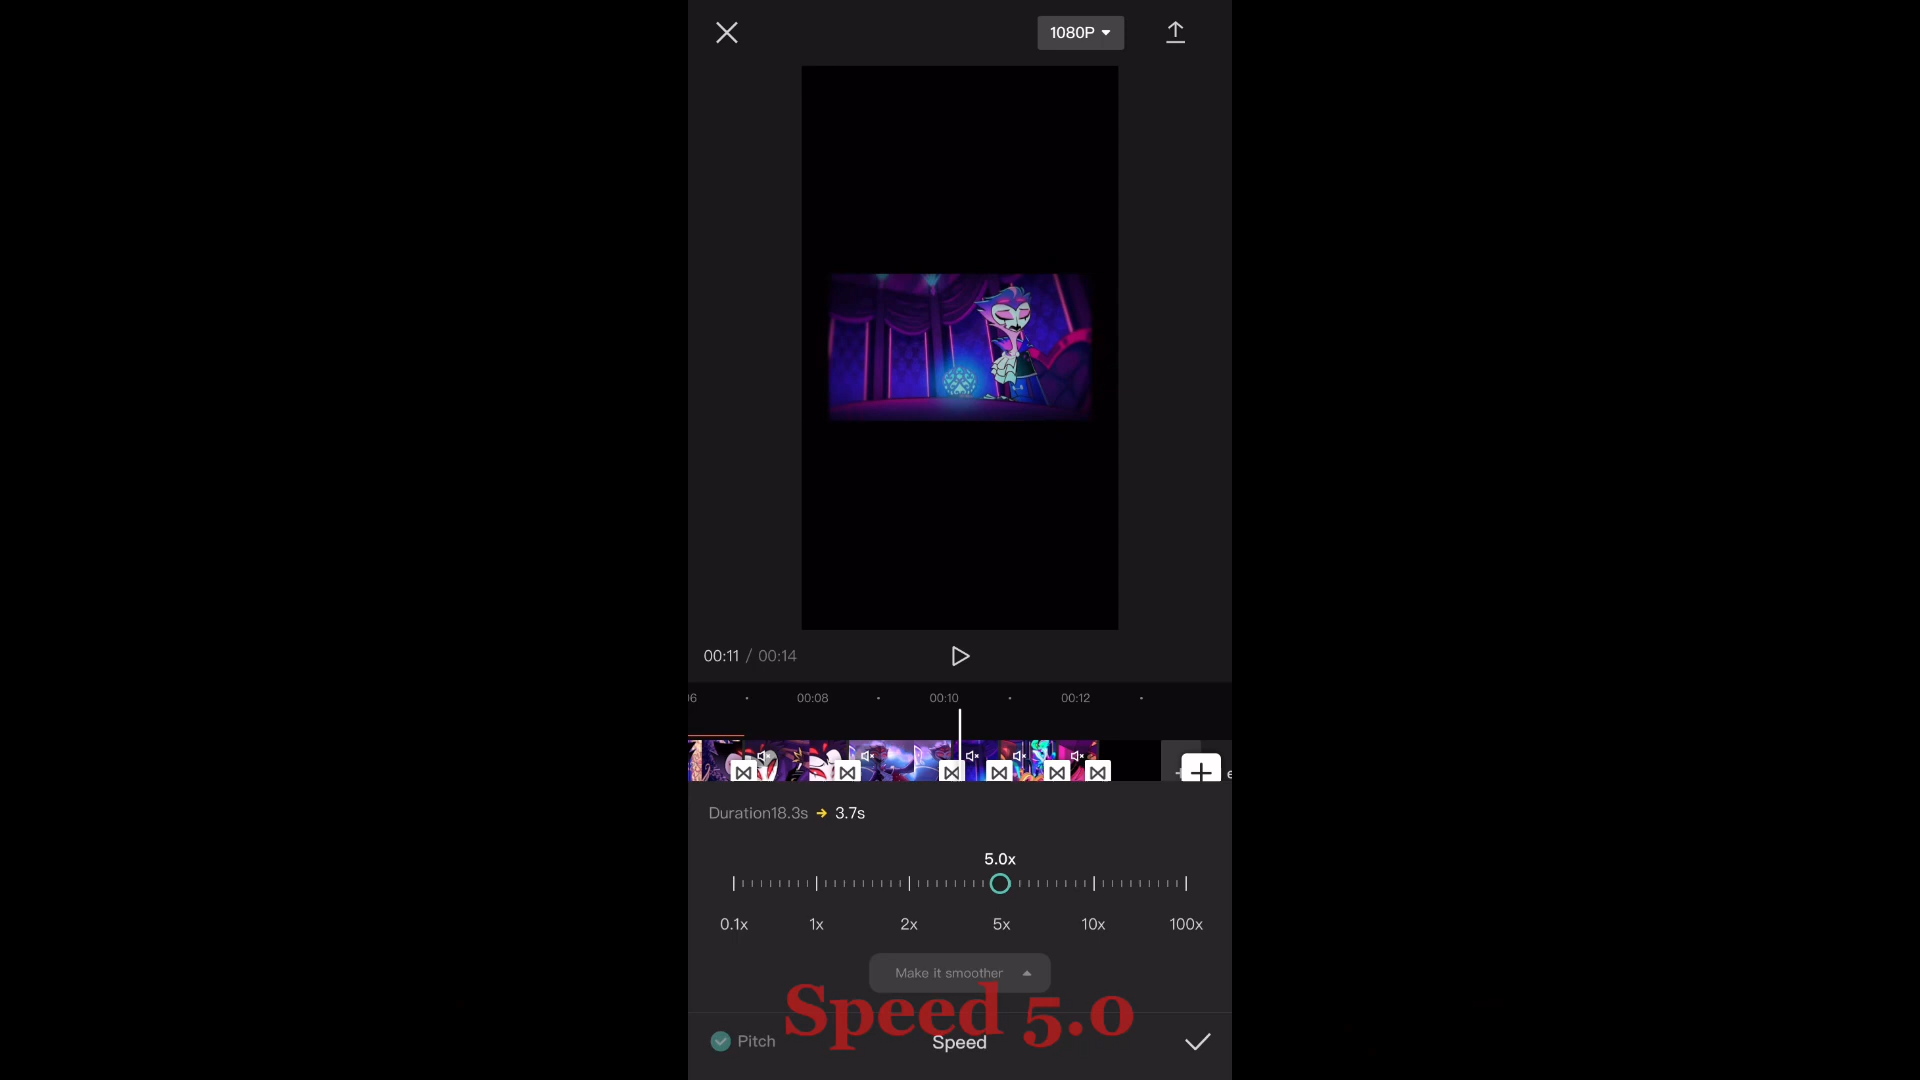 1080P
00:11 / 00:14
00:08 00:10 00:12
Duration18.3s → 3.7s
5.0x
0.1x 1x 2x 5x 10x 100x
Make it smoother
Speed 5.0
Pitch
Speed